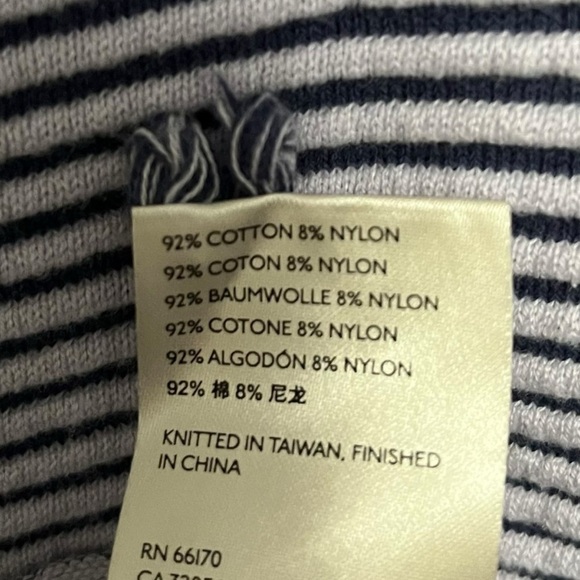 92% COTTON 8% NYLON
92% COTON 8% NYLON
92% BAUMWOLLE 8% NYLON
92% COTONE 8% NYLON
92% ALGODÓN 8% NYLON
92% 棉 8% 尼龙
KNITTED IN TAIWAN, FINISHED
IN CHINA
RN 66170
CA